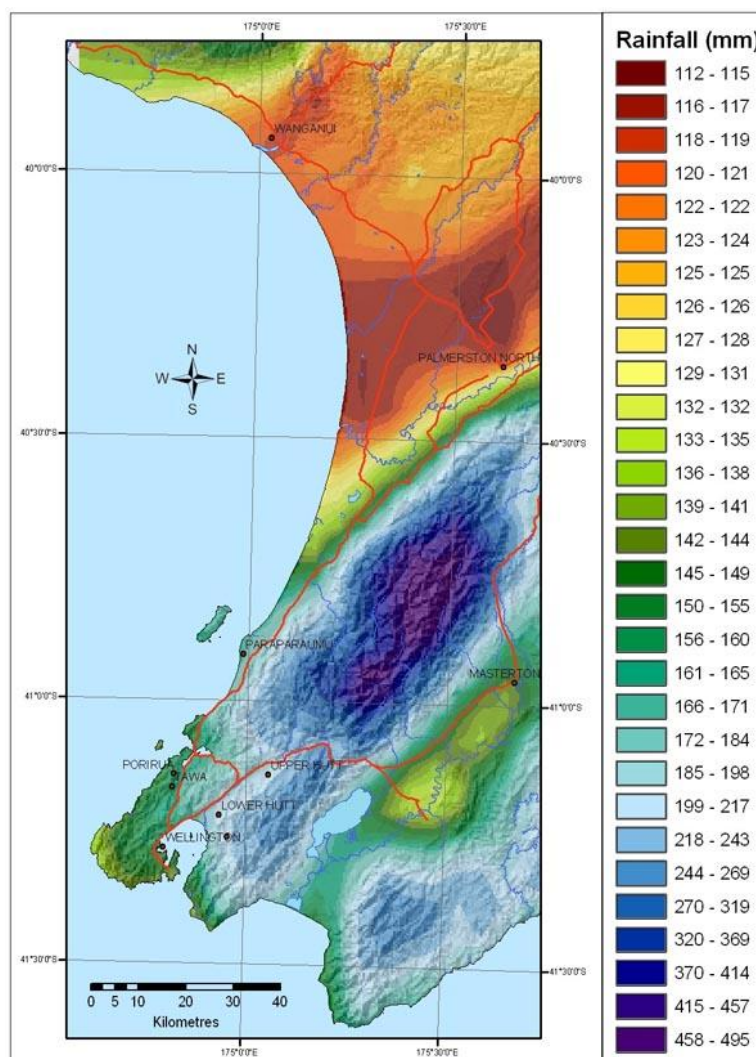 175°0'0"E
175°30'0"E
Rainfall (mm)
112 - 115
116 - 117
118 - 119
120 - 121
122 - 122
123 - 124
125 - 125
126 - 126
127 - 128
129 - 131
132 - 132
133 - 135
136 - 138
139 - 141
142 - 144
145 - 149
150 - 155
156 - 160
161 - 165
166 - 171
172 - 184
185 - 198
199 - 217
218 - 243
244 - 269
270 - 319
320 - 369
370 - 414
415 - 457
458 - 495
WANGANUI
40°0'0"S
40°0'0"S
N
W
E
S
PALMERSTON NORTH
40°30'0"S
40°30'0"S
PARAPARAUMU
MASTERTON
41°0'0"S
41°0'0"S
PORIRUA
TAWA
UPPER HUTT
LOWER HUTT
WELLINGTON
41°30'0"S
41°30'0"S
0 5 10 20 30 40
Kilometres
175°0'0"E
175°30'0"E